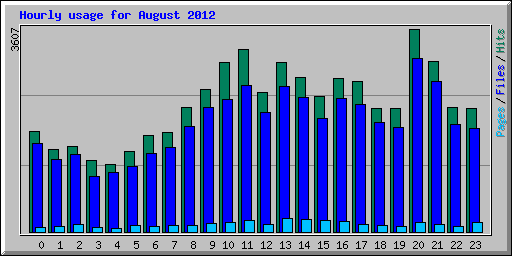 Hourly usage for August 2012
3607
Pages / Files / Hits
0 1 2 3 4 5 6 7 8 9 10 11 12 13 14 15 16 17 18 19 20 21 22 23